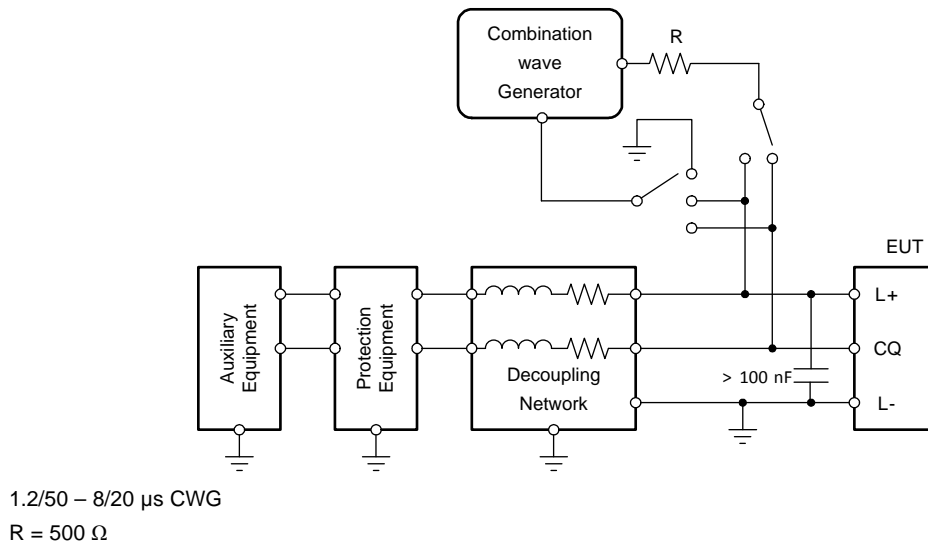 Combination
wave
Generator
R
EUT
L+
CQ
L-
> 100 nF
Auxiliary
Equipment
Protection
Equipment
Decoupling
Network
1.2/50 – 8/20 μs CWG
R = 500 Ω